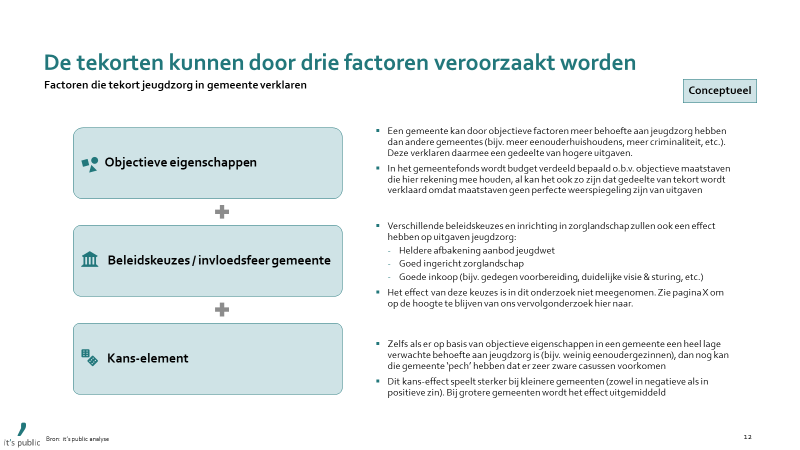 De tekorten kunnen door drie factoren veroorzaakt worden
Factoren die tekort jeugdzorg in gemeente verklaren
Conceptueel
Objectieve eigenschappen
▪ Een gemeente kan door objectieve factoren meer behoefte aan jeugdzorg hebben
dan andere gemeentes (bijv. meer eenouderhuishoudens, meer criminaliteit, etc.).
Deze verklaren daarmee een gedeelte van hogere uitgaven.
▪ In het gemeentefonds wordt budget verdeeld bepaald o.b.v. objectieve maatstaven
die hier rekening mee houden, al kan het ook zo zijn dat gedeelte van tekort wordt
verklaard omdat maatstaven geen perfecte weerspiegeling zijn van uitgaven
Beleidskeuzes / invloedsfeer gemeente
▪ Verschillende beleidskeuzes en inrichting in zorglandschap zullen ook een effect
hebben op uitgaven jeugdzorg:
- Heldere afbakening aanbod jeugdwet
- Goed ingericht zorglandschap
- Goede inkoop (bijv. gedegen voorbereiding, duidelijke visie & sturing, etc.)
▪ Het effect van deze keuzes is in dit onderzoek niet meegenomen. Zie pagina X om
op de hoogte te blijven van ons vervolgonderzoek hier naar.
Kans-element
▪ Zelfs als er op basis van objectieve eigenschappen in een gemeente een heel lage
verwachte behoefte aan jeugdzorg is (bijv. weinig eenoudergezinnen), dan nog kan
die gemeente 'pech' hebben dat er zeer zware casussen voorkomen
▪ Dit kans-effect speelt sterker bij kleinere gemeenten (zowel in negatieve als in
positieve zin). Bij grotere gemeenten wordt het effect uitgemiddeld
it's public
Bron: it's public analyse
12